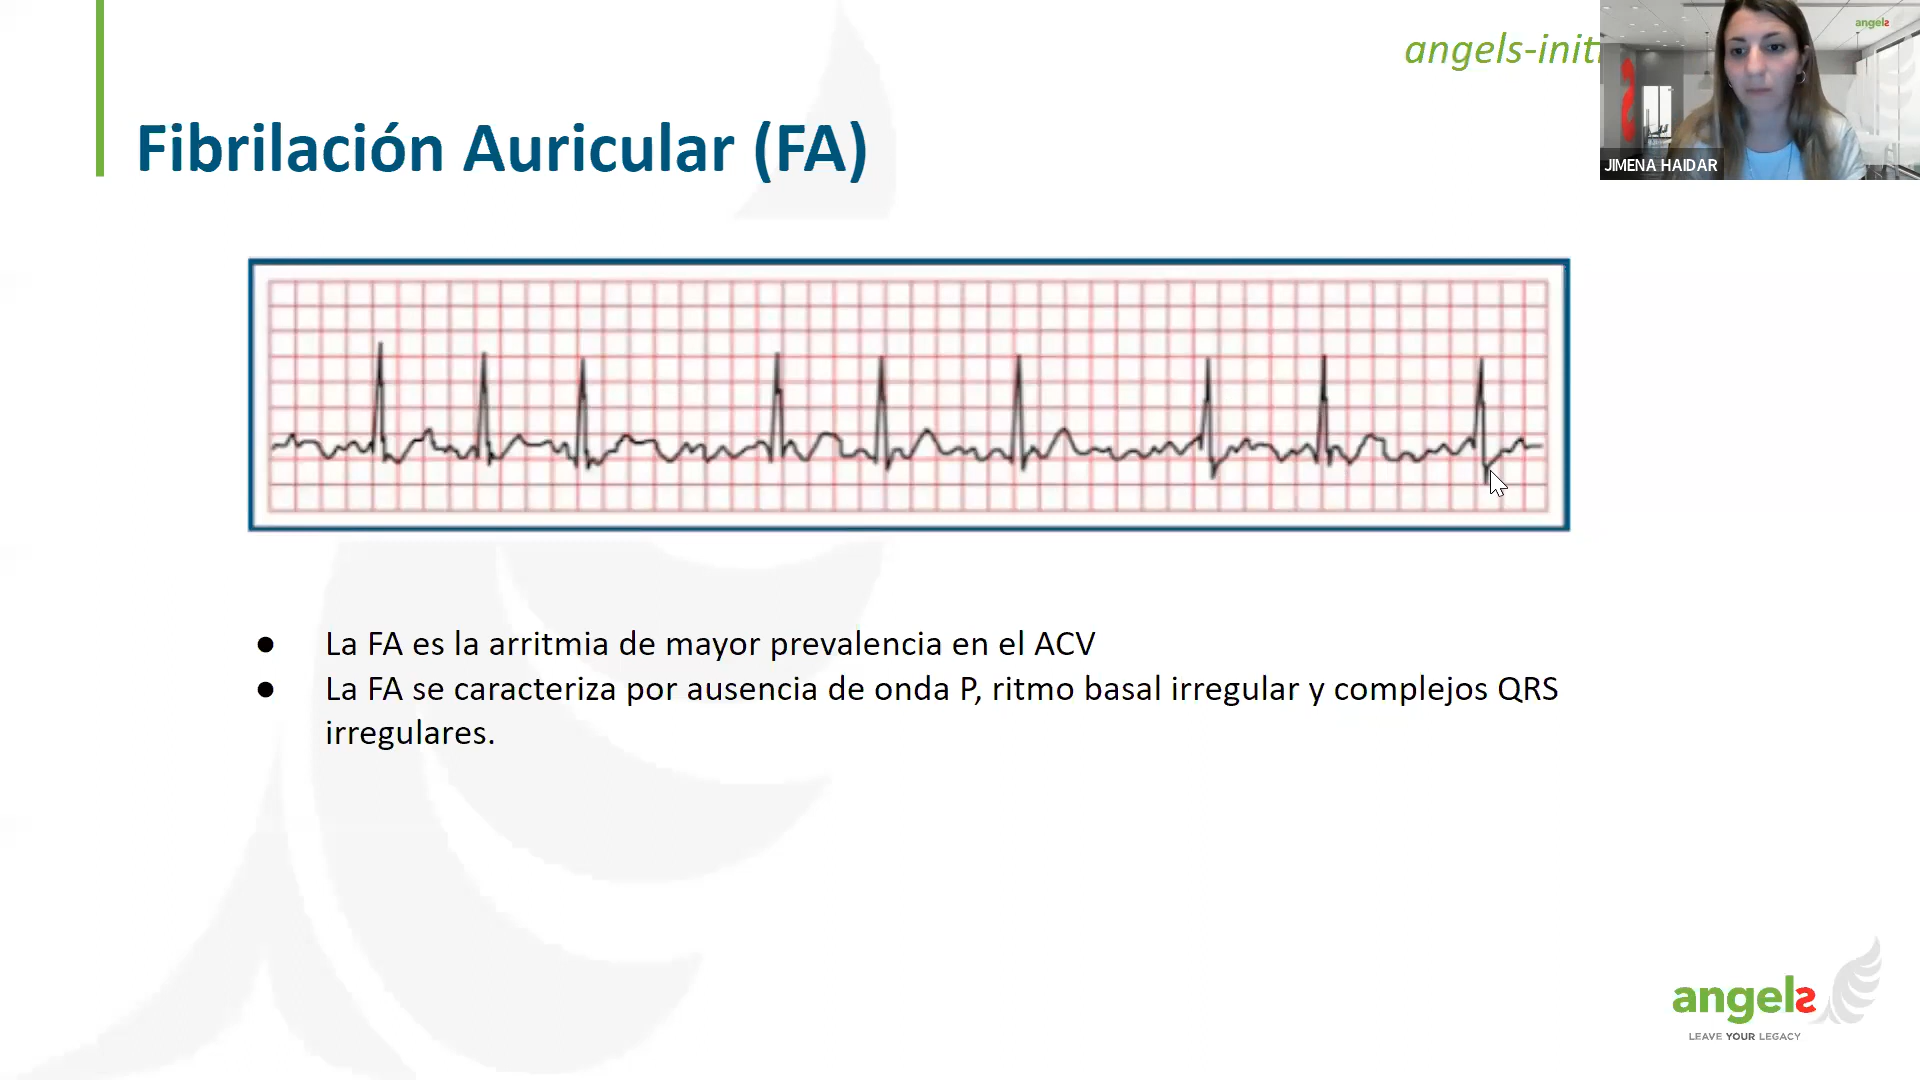 angels-initi
angels
JIMENA HAIDAR
Fibrilación Auricular (FA)
● La FA es la arritmia de mayor prevalencia en el ACV
● La FA se caracteriza por ausencia de onda P, ritmo basal irregular y complejos QRS
irregulares.
angels
LEAVE YOUR LEGACY